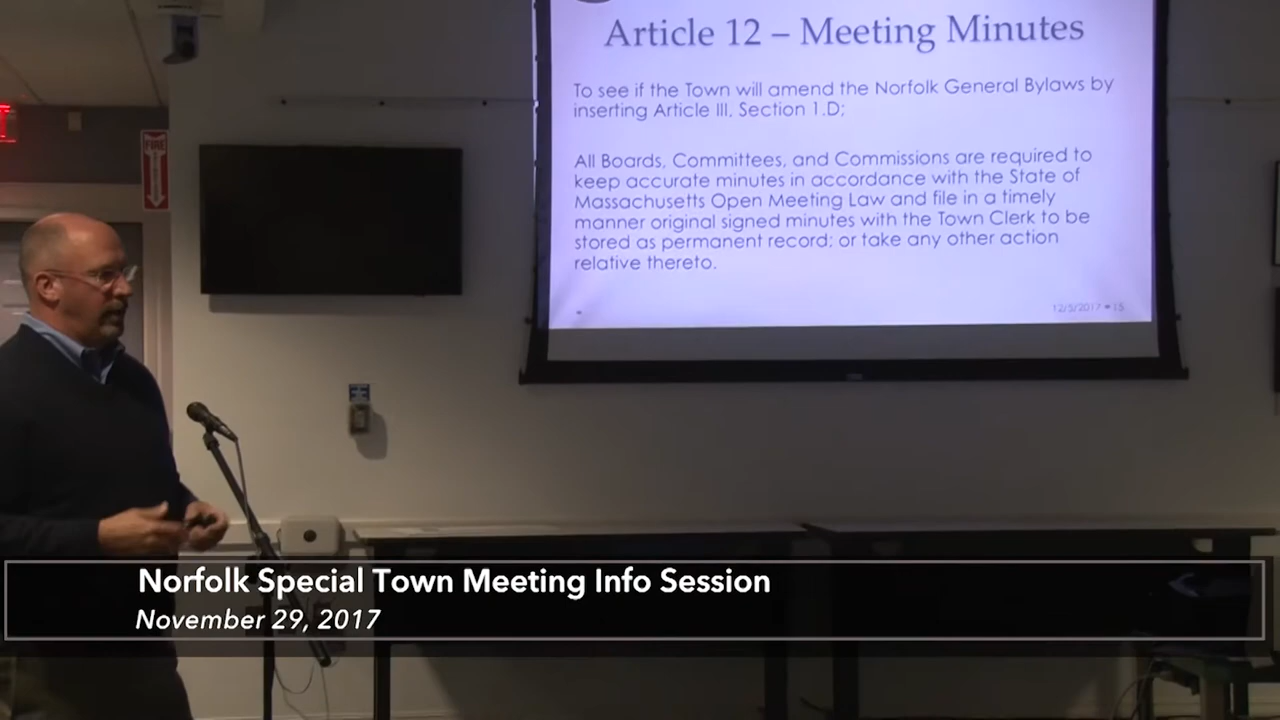 Article 12 – Meeting Minutes
To see if the Town will amend the Norfolk General Bylaws by
inserting Article III, Section 1.D;
All Boards, Committees, and Commissions are required to
keep accurate minutes in accordance with the State of
Massachusetts Open Meeting Law and file in a timely
manner original signed minutes with the Town Clerk to be
stored as permanent record; or take any other action
relative thereto.
12/5/2017 • 15
FIRE
Norfolk Special Town Meeting Info Session
November 29, 2017